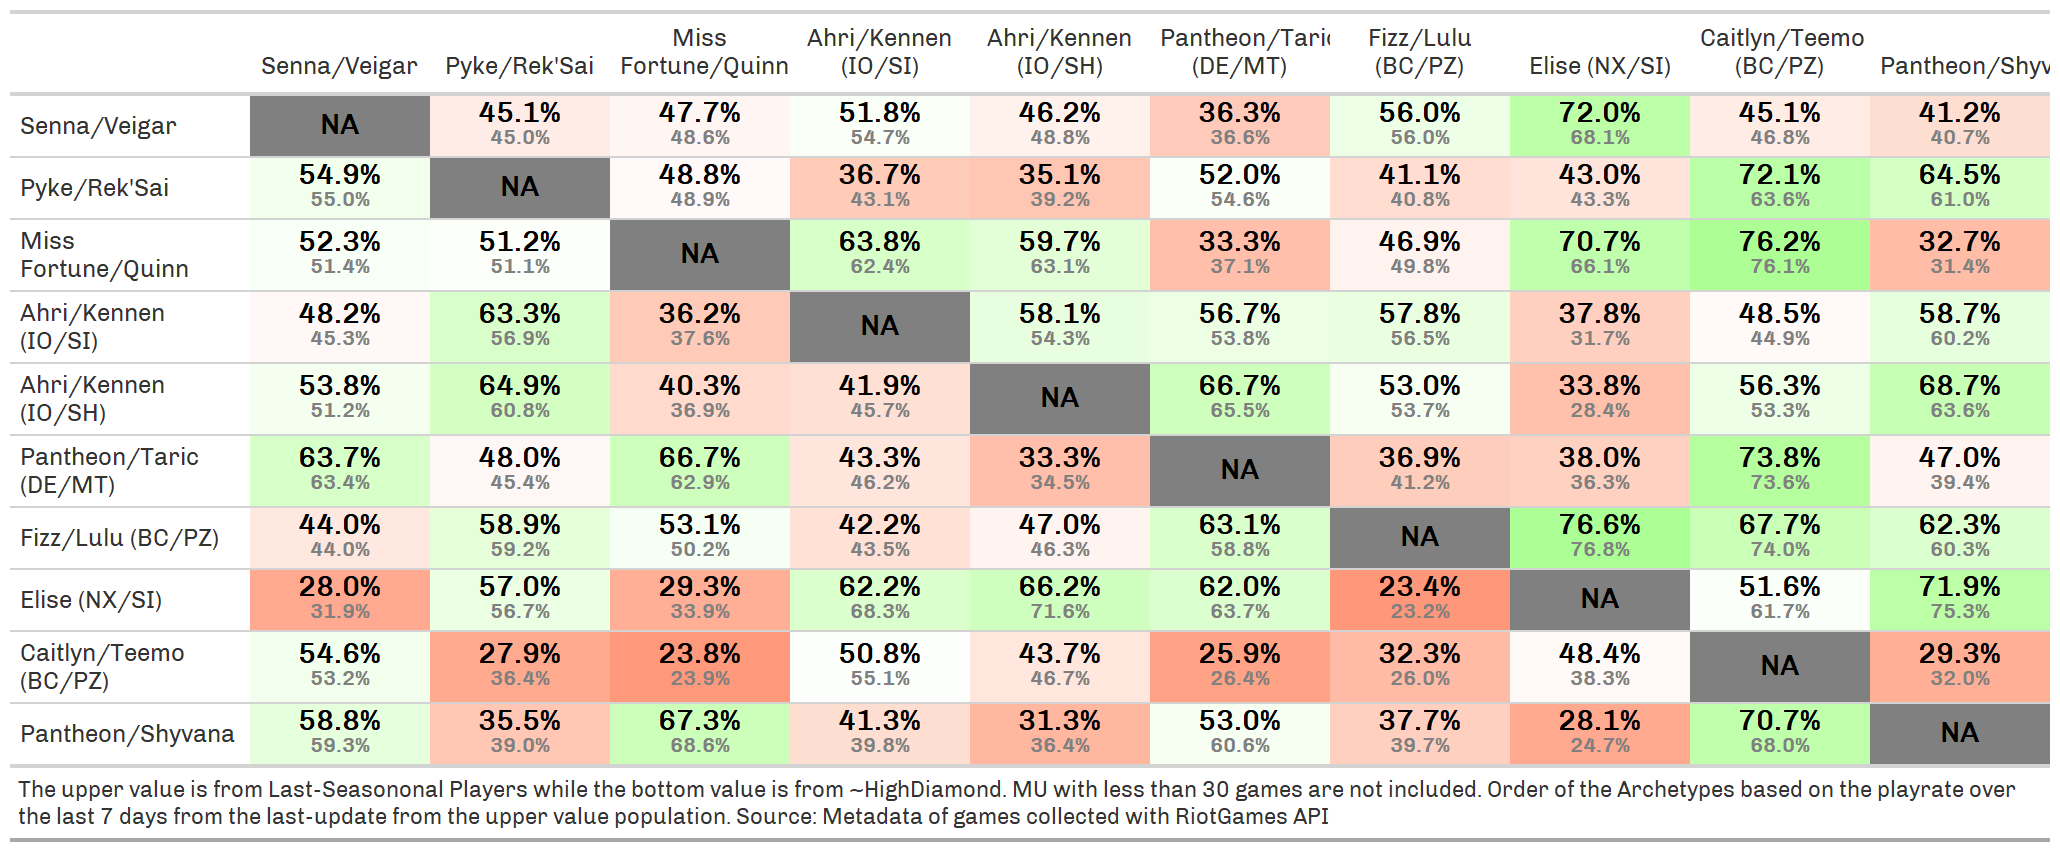 Miss Ahri/Kennen Ahri/Kennen Pantheon/Taric Fizz/Lulu Caitlyn/Teemo
Senna/Veigar Pyke/Rek'Sai Fortune/Quinn (IO/SI) (IO/SH) (DE/MT) (BC/PZ) Elise (NX/SI) (BC/PZ) Pantheon/Shyv
Senna/Veigar NA 45.1% 47.7% 51.8% 46.2% 36.3% 56.0% 72.0% 45.1% 41.2%
45.0% 48.6% 54.7% 48.8% 36.6% 56.0% 68.1% 46.8% 40.7%
Pyke/Rek'Sai 54.9% NA 48.8% 36.7% 35.1% 52.0% 41.1% 43.0% 72.1% 64.5%
55.0% 48.9% 43.1% 39.2% 54.6% 40.8% 43.3% 63.6% 61.0%
Miss 52.3% 51.2% NA 63.8% 59.7% 33.3% 46.9% 70.7% 76.2% 32.7%
Fortune/Quinn 51.4% 51.1% 62.4% 63.1% 37.1% 49.8% 66.1% 76.1% 31.4%
Ahri/Kennen 48.2% 63.3% 36.2% NA 58.1% 56.7% 57.8% 37.8% 48.5% 58.7%
(IO/SI) 45.3% 56.9% 37.6% 54.3% 53.8% 56.5% 31.7% 44.9% 60.2%
Ahri/Kennen 53.8% 64.9% 40.3% 41.9% NA 66.7% 53.0% 33.8% 56.3% 68.7%
(IO/SH) 51.2% 60.8% 36.9% 45.7% 65.5% 53.7% 28.4% 53.3% 63.6%
Pantheon/Taric 63.7% 48.0% 66.7% 43.3% 33.3% NA 36.9% 38.0% 73.8% 47.0%
(DE/MT) 63.4% 45.4% 62.9% 46.2% 34.5% 41.2% 36.3% 73.6% 39.4%
Fizz/Lulu (BC/PZ) 44.0% 58.9% 53.1% 42.2% 47.0% 63.1% NA 76.6% 67.7% 62.3%
44.0% 59.2% 50.2% 43.5% 46.3% 58.8% 76.8% 74.0% 60.3%
Elise (NX/SI) 28.0% 57.0% 29.3% 62.2% 66.2% 62.0% 23.4% NA 51.6% 71.9%
31.9% 56.7% 33.9% 68.3% 71.6% 63.7% 23.2% 61.7% 75.3%
Caitlyn/Teemo 54.6% 27.9% 23.8% 50.8% 43.7% 25.9% 32.3% 48.4% NA 29.3%
(BC/PZ) 53.2% 36.4% 23.9% 55.1% 46.7% 26.4% 26.0% 38.3% 32.0%
Pantheon/Shyvana 58.8% 35.5% 67.3% 41.3% 31.3% 53.0% 37.7% 28.1% 70.7% NA
59.3% 39.0% 68.6% 39.8% 36.4% 60.6% 39.7% 24.7% 68.0%
The upper value is from Last-Seasononal Players while the bottom value is from ~HighDiamond. MU with less than 30 games are not included. Order of the Archetypes based on the playrate over
the last 7 days from the last-update from the upper value population. Source: Metadata of games collected with RiotGames API